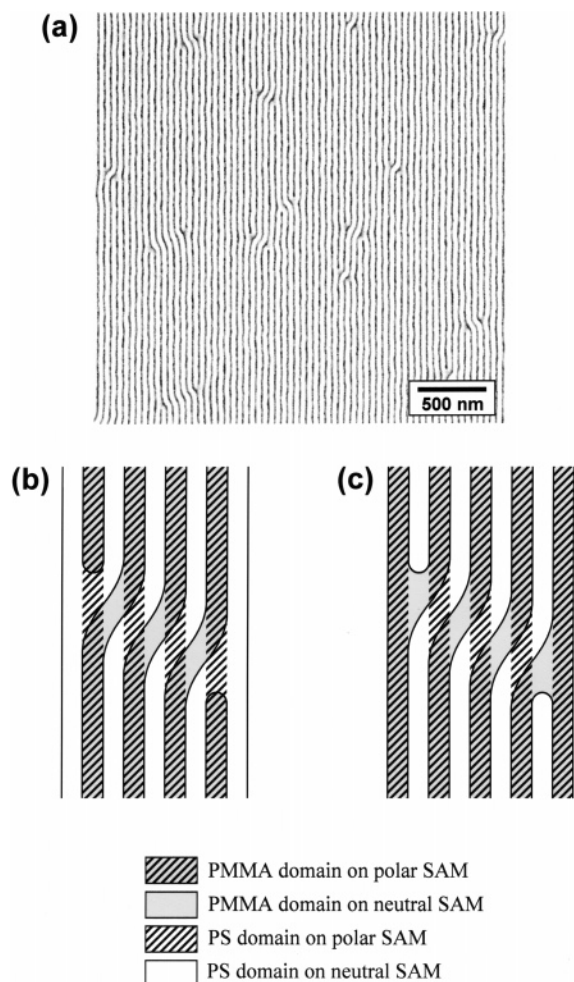 (a)
500 nm
(b)
(c)
PMMA domain on polar SAM
PMMA domain on neutral SAM
PS domain on polar SAM
PS domain on neutral SAM